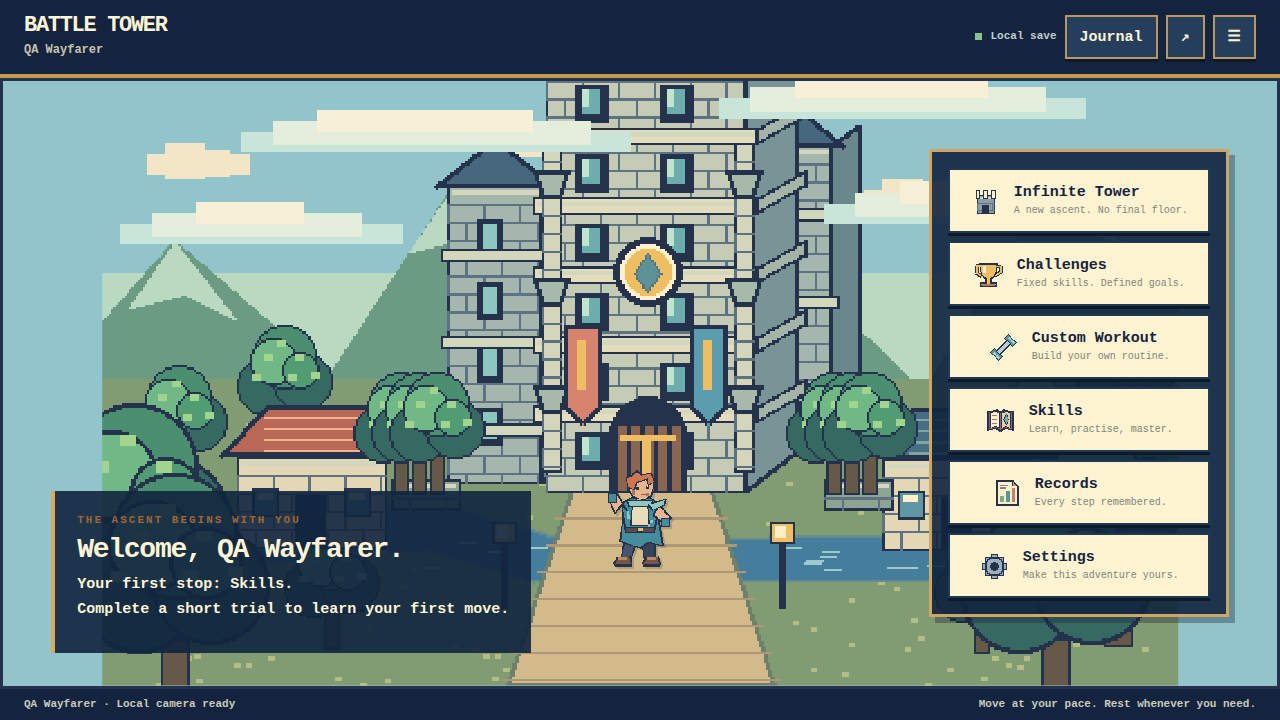 BATTLE TOWER
QA Wayfarer
Local save
Journal
Infinite Tower
A new ascent. No final floor.
Challenges
Fixed skills. Defined goals.
Custom Workout
Build your own routine.
Skills
Learn, practise, master.
Records
Every step remembered.
Settings
Make this adventure yours.
THE ASCENT BEGINS WITH YOU
Welcome, QA Wayfarer.
Your first stop: Skills.
Complete a short trial to learn your first move.
QA Wayfarer · Local camera ready
Move at your pace. Rest whenever you need.